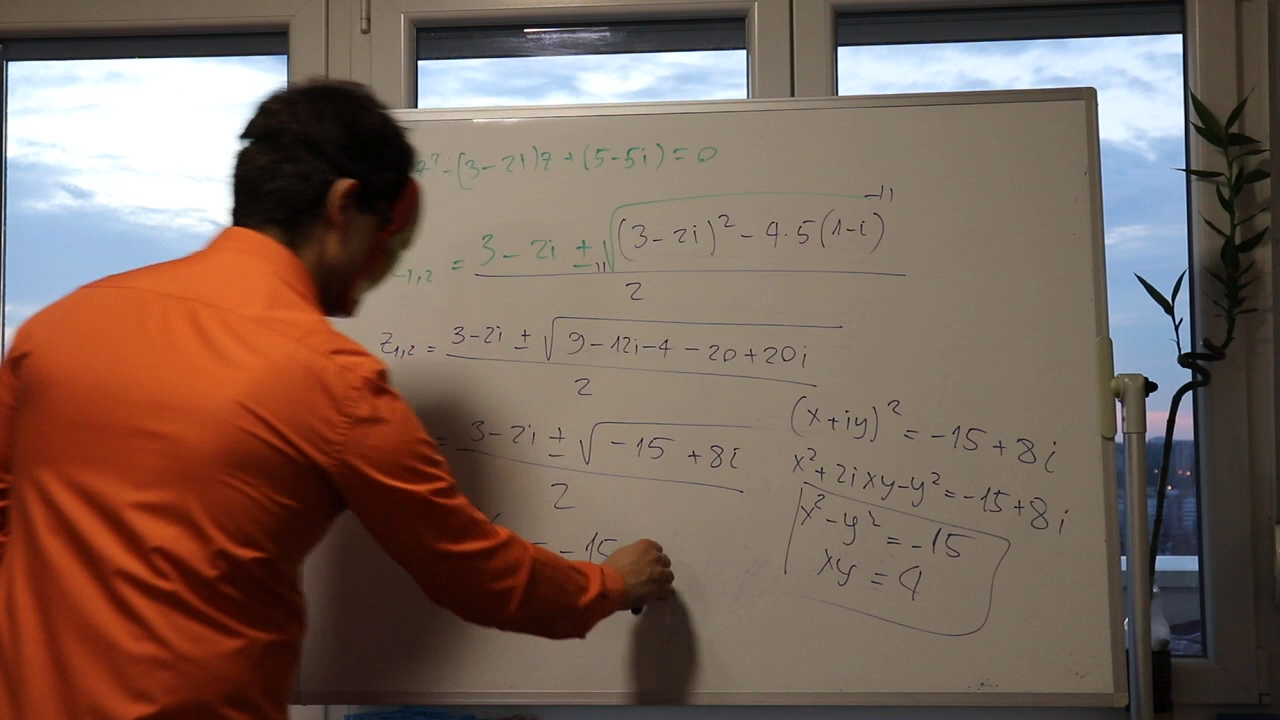 z² - (3-2i)z + (5-5i) = 0
1,2 = 3-2i ± √((3-2i)² - 4·5(1-i))
2
z1,2 = 3-2i ± √(9-12i-4-20+20i)
2
= 3-2i ± √(-15+8i)
2
= -15
(x+iy)² = -15+8i
x²+2ixy-y² = -15+8i
x²-y² = -15
xy = 4